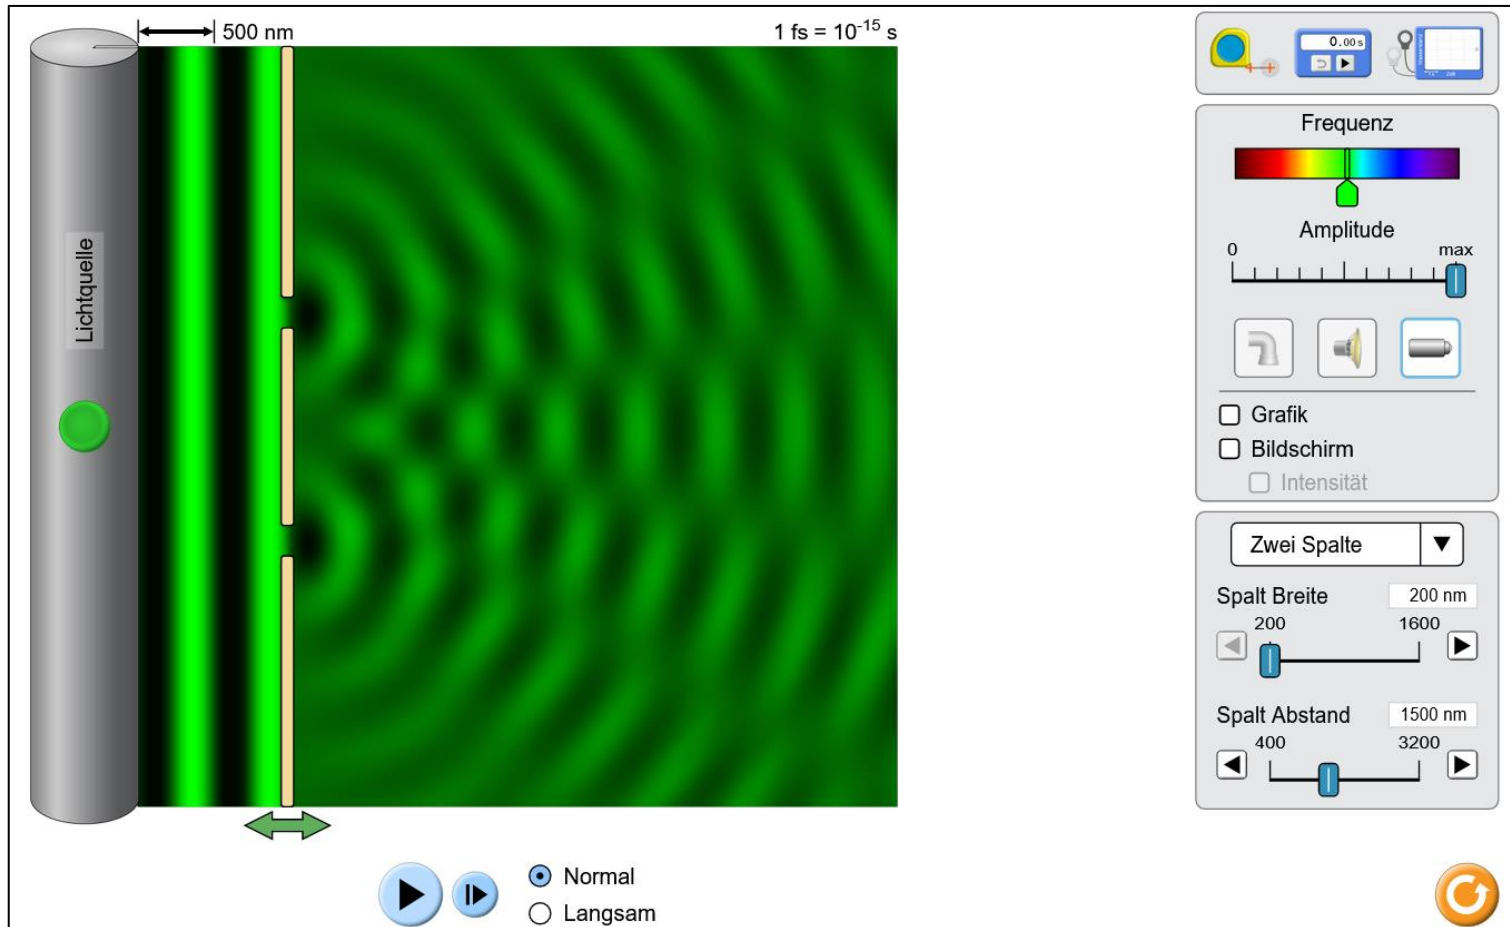 500 nm
1 fs = 10⁻¹⁵ s
Lichtquelle
0.00 s
Frequenz
Amplitude
0 max
Grafik
Bildschirm
Intensität
Zwei Spalte
Spalt Breite 200 nm
200 1600
Spalt Abstand 1500 nm
400 3200
Normal
Langsam